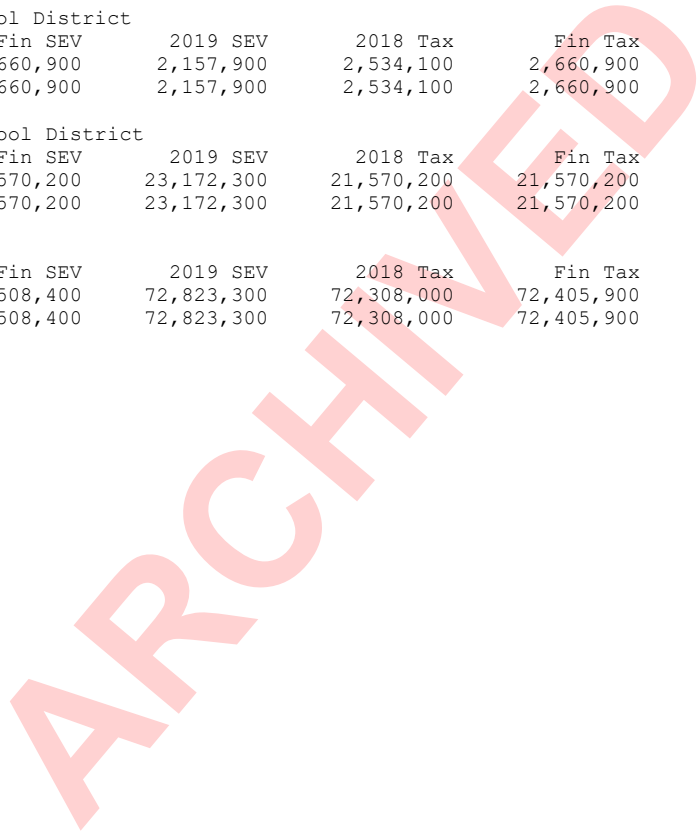 ol District
Fin SEV 2019 SEV 2018 Tax Fin Tax
660,900 2,157,900 2,534,100 2,660,900
660,900 2,157,900 2,534,100 2,660,900
ool District
Fin SEV 2019 SEV 2018 Tax Fin Tax
570,200 23,172,300 21,570,200 21,570,200
570,200 23,172,300 21,570,200 21,570,200
Fin SEV 2019 SEV 2018 Tax Fin Tax
508,400 72,823,300 72,308,000 72,405,900
508,400 72,823,300 72,308,000 72,405,900
ARCHIVED